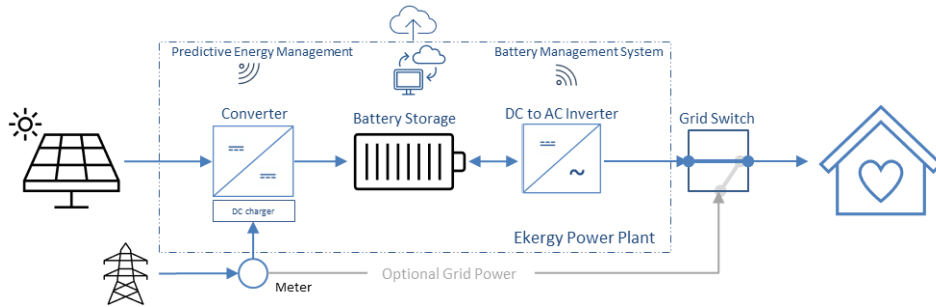 Predictive Energy Management
Battery Management System
Converter
Battery Storage
DC to AC Inverter
Grid Switch
DC charger
Ekergy Power Plant
Optional Grid Power
Meter